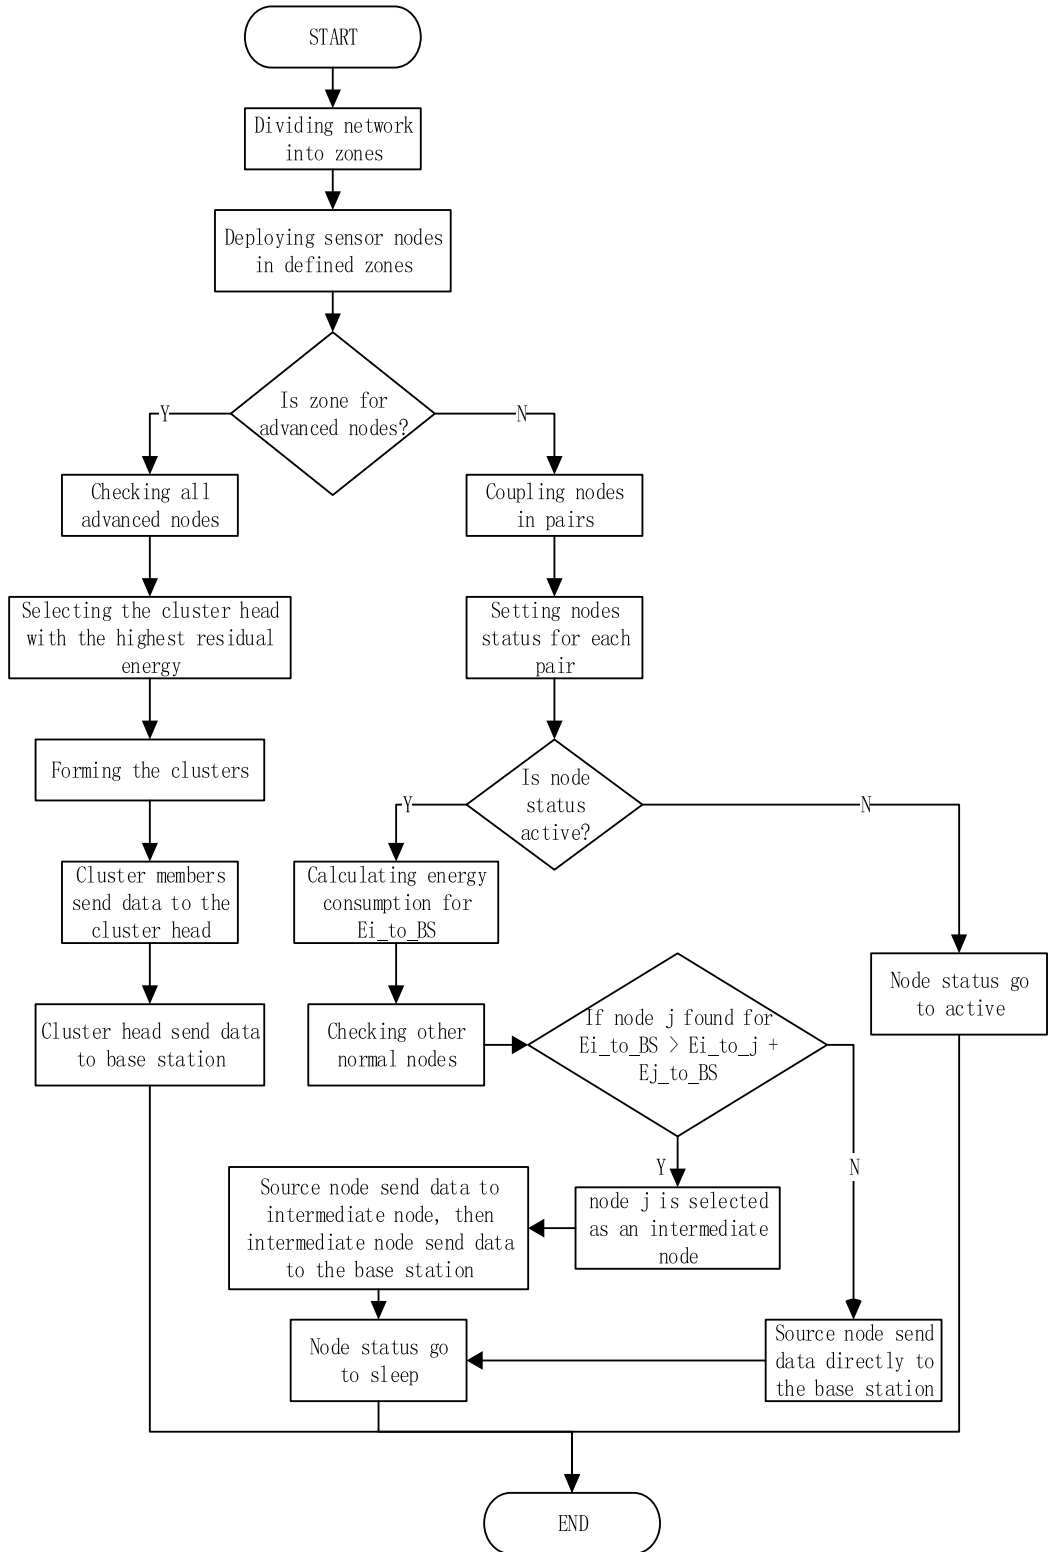 START
Dividing network
into zones
Deploying sensor nodes
in defined zones
Is zone for
advanced nodes?
Y
N
Checking all
advanced nodes
Coupling nodes
in pairs
Selecting the cluster head
with the highest residual
energy
Setting nodes
status for each
pair
Forming the clusters
Is node
status
active?
Y
N
Cluster members
send data to the
cluster head
Calculating energy
consumption for
Ei_to_BS
Node status go
to active
Cluster head send data
to base station
Checking other
normal nodes
If node j found for
Ei_to_BS > Ei_to_j +
Ej_to_BS
Y
N
Source node send data to
intermediate node, then
intermediate node send data
to the base station
node j is selected
as an intermediate
node
Node status go
to sleep
Source node send
data directly to
the base station
END